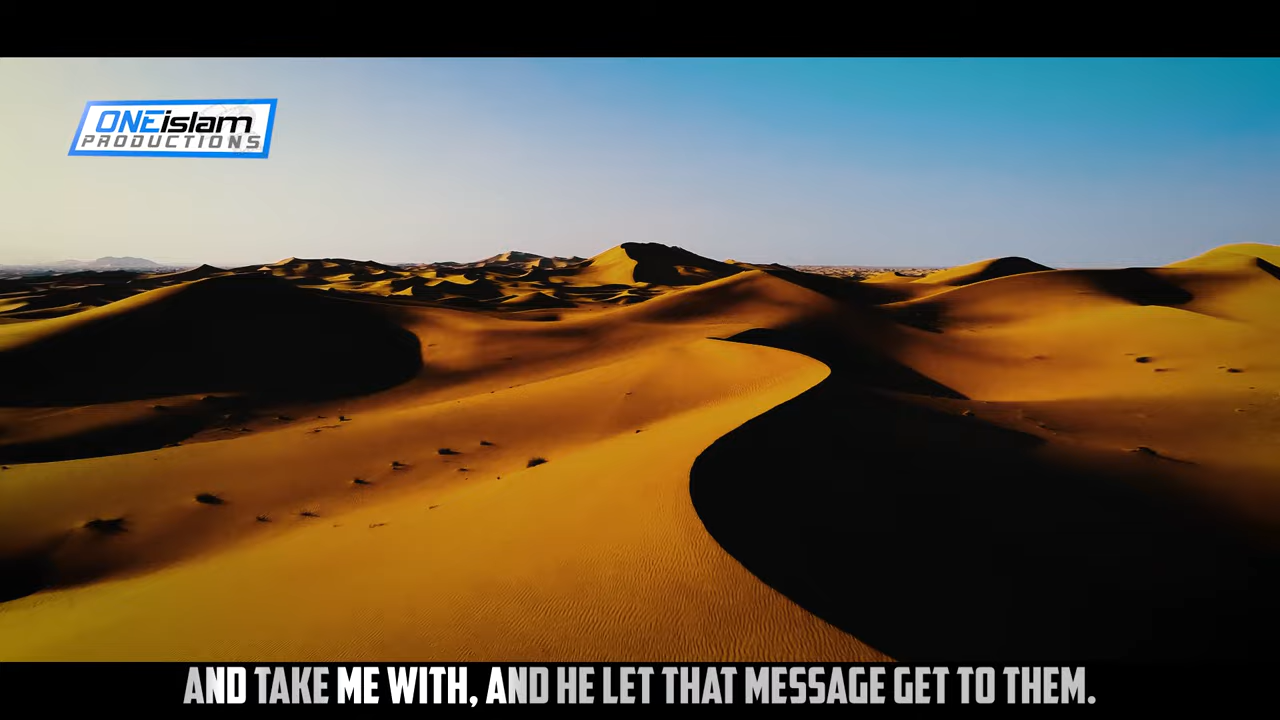 ONEislam
PRODUCTIONS
AND TAKE ME WITH, AND HE LET THAT MESSAGE GET TO THEM.